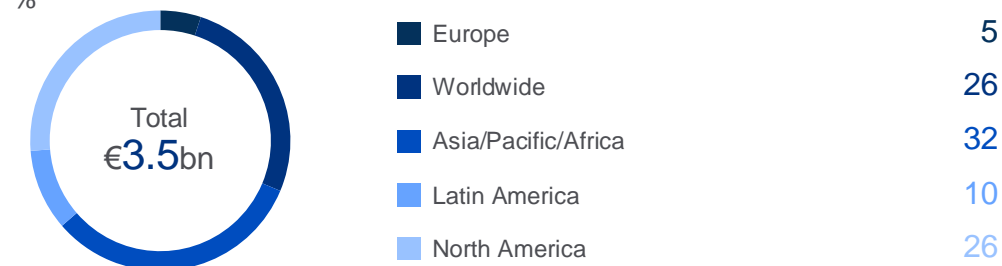 %
Total
€3.5bn
Europe 5
Worldwide 26
Asia/Pacific/Africa 32
Latin America 10
North America 26